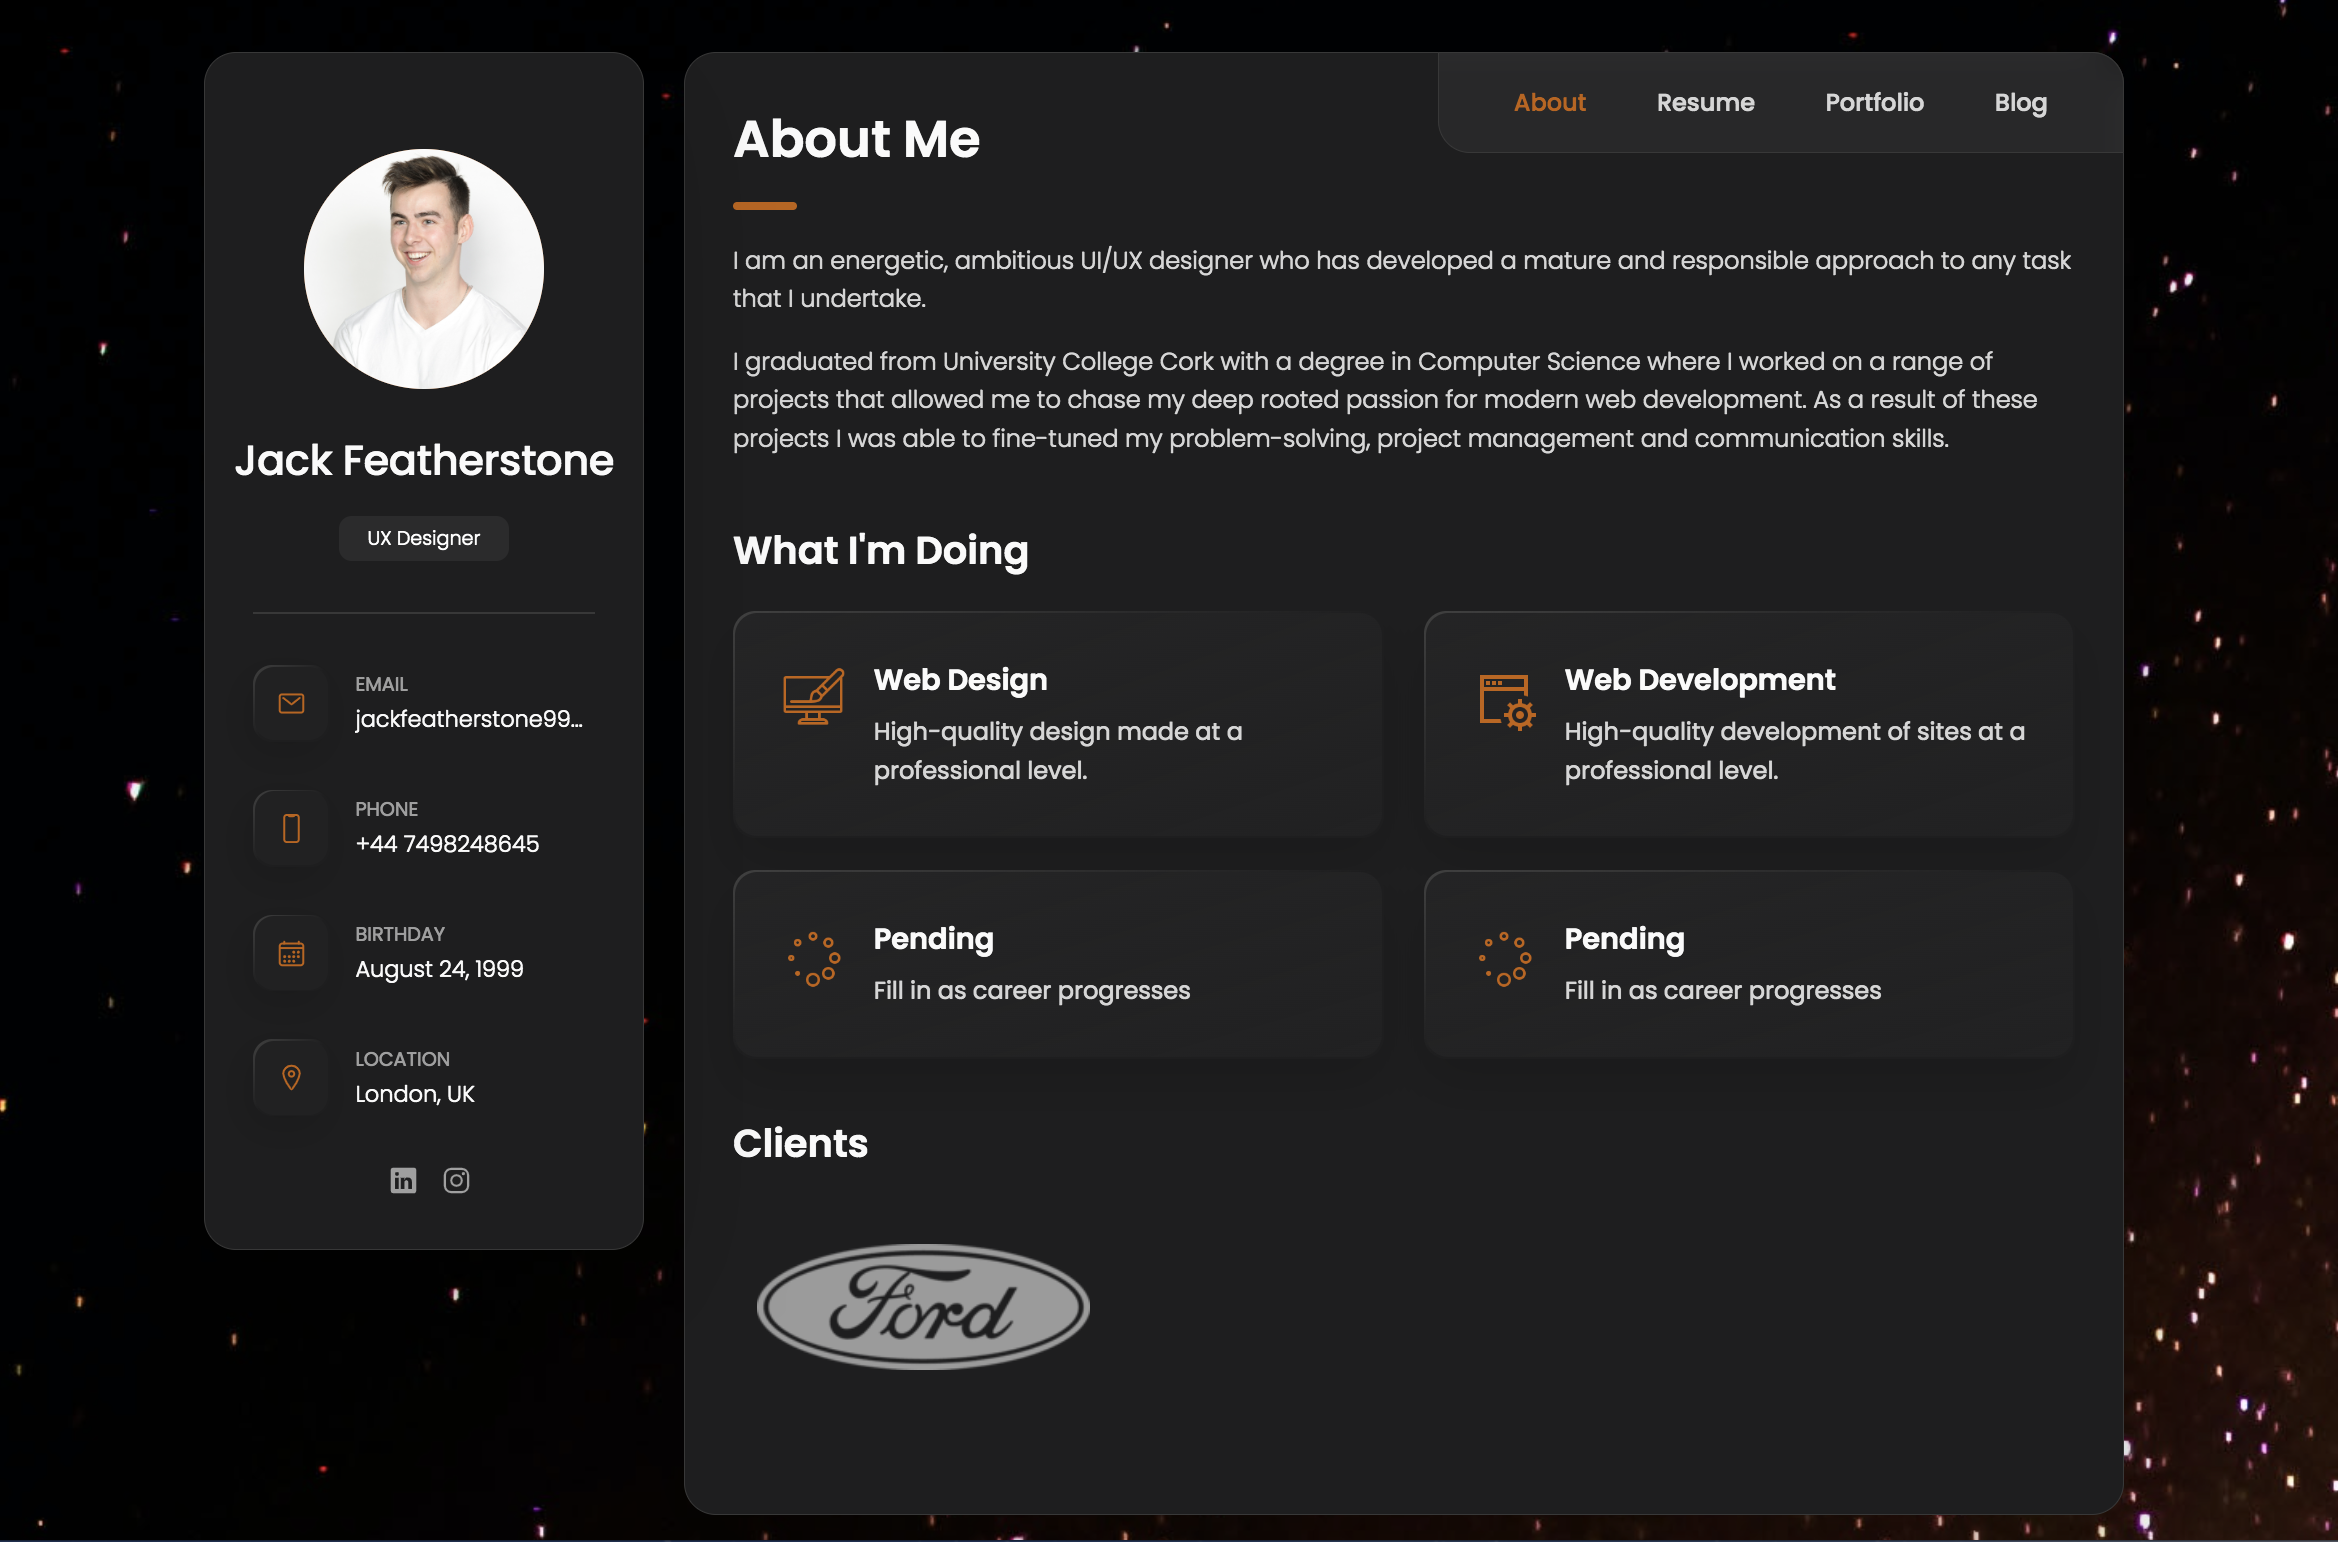 Jack Featherstone
UX Designer
EMAIL
jackfeatherstone99...
PHONE
+44 7498248645
BIRTHDAY
August 24, 1999
LOCATION
London, UK
in
About Resume Portfolio Blog
About Me
I am an energetic, ambitious UI/UX designer who has developed a mature and responsible approach to any task
that I undertake.
I graduated from University College Cork with a degree in Computer Science where I worked on a range of
projects that allowed me to chase my deep rooted passion for modern web development. As a result of these
projects I was able to fine-tuned my problem-solving, project management and communication skills.
What I'm Doing
Web Design
High-quality design made at a
professional level.
Web Development
High-quality development of sites at a
professional level.
Pending
Fill in as career progresses
Pending
Fill in as career progresses
Clients
Ford